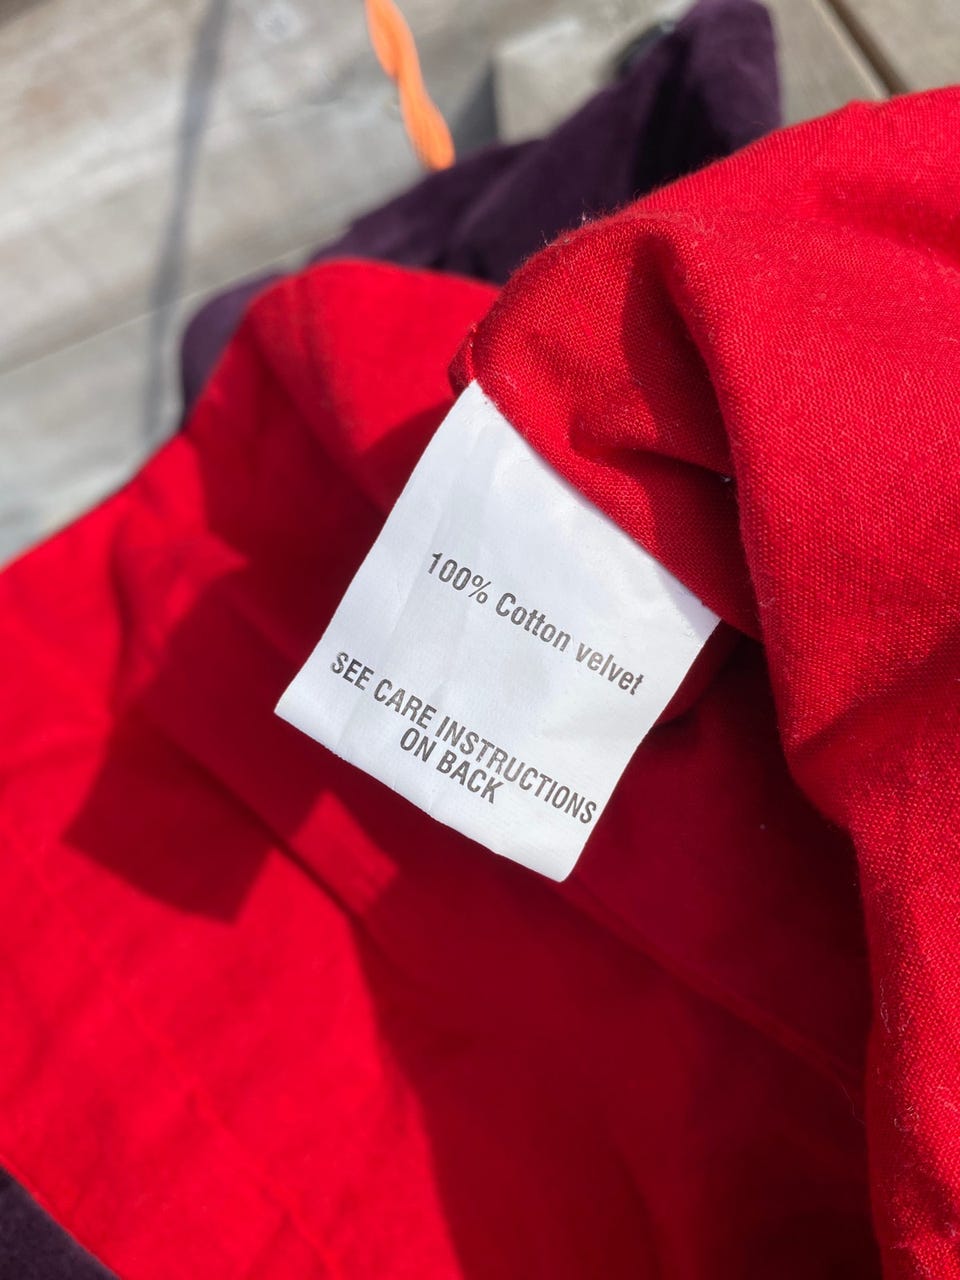 100% Cotton velvet
SEE CARE INSTRUCTIONS
ON BACK